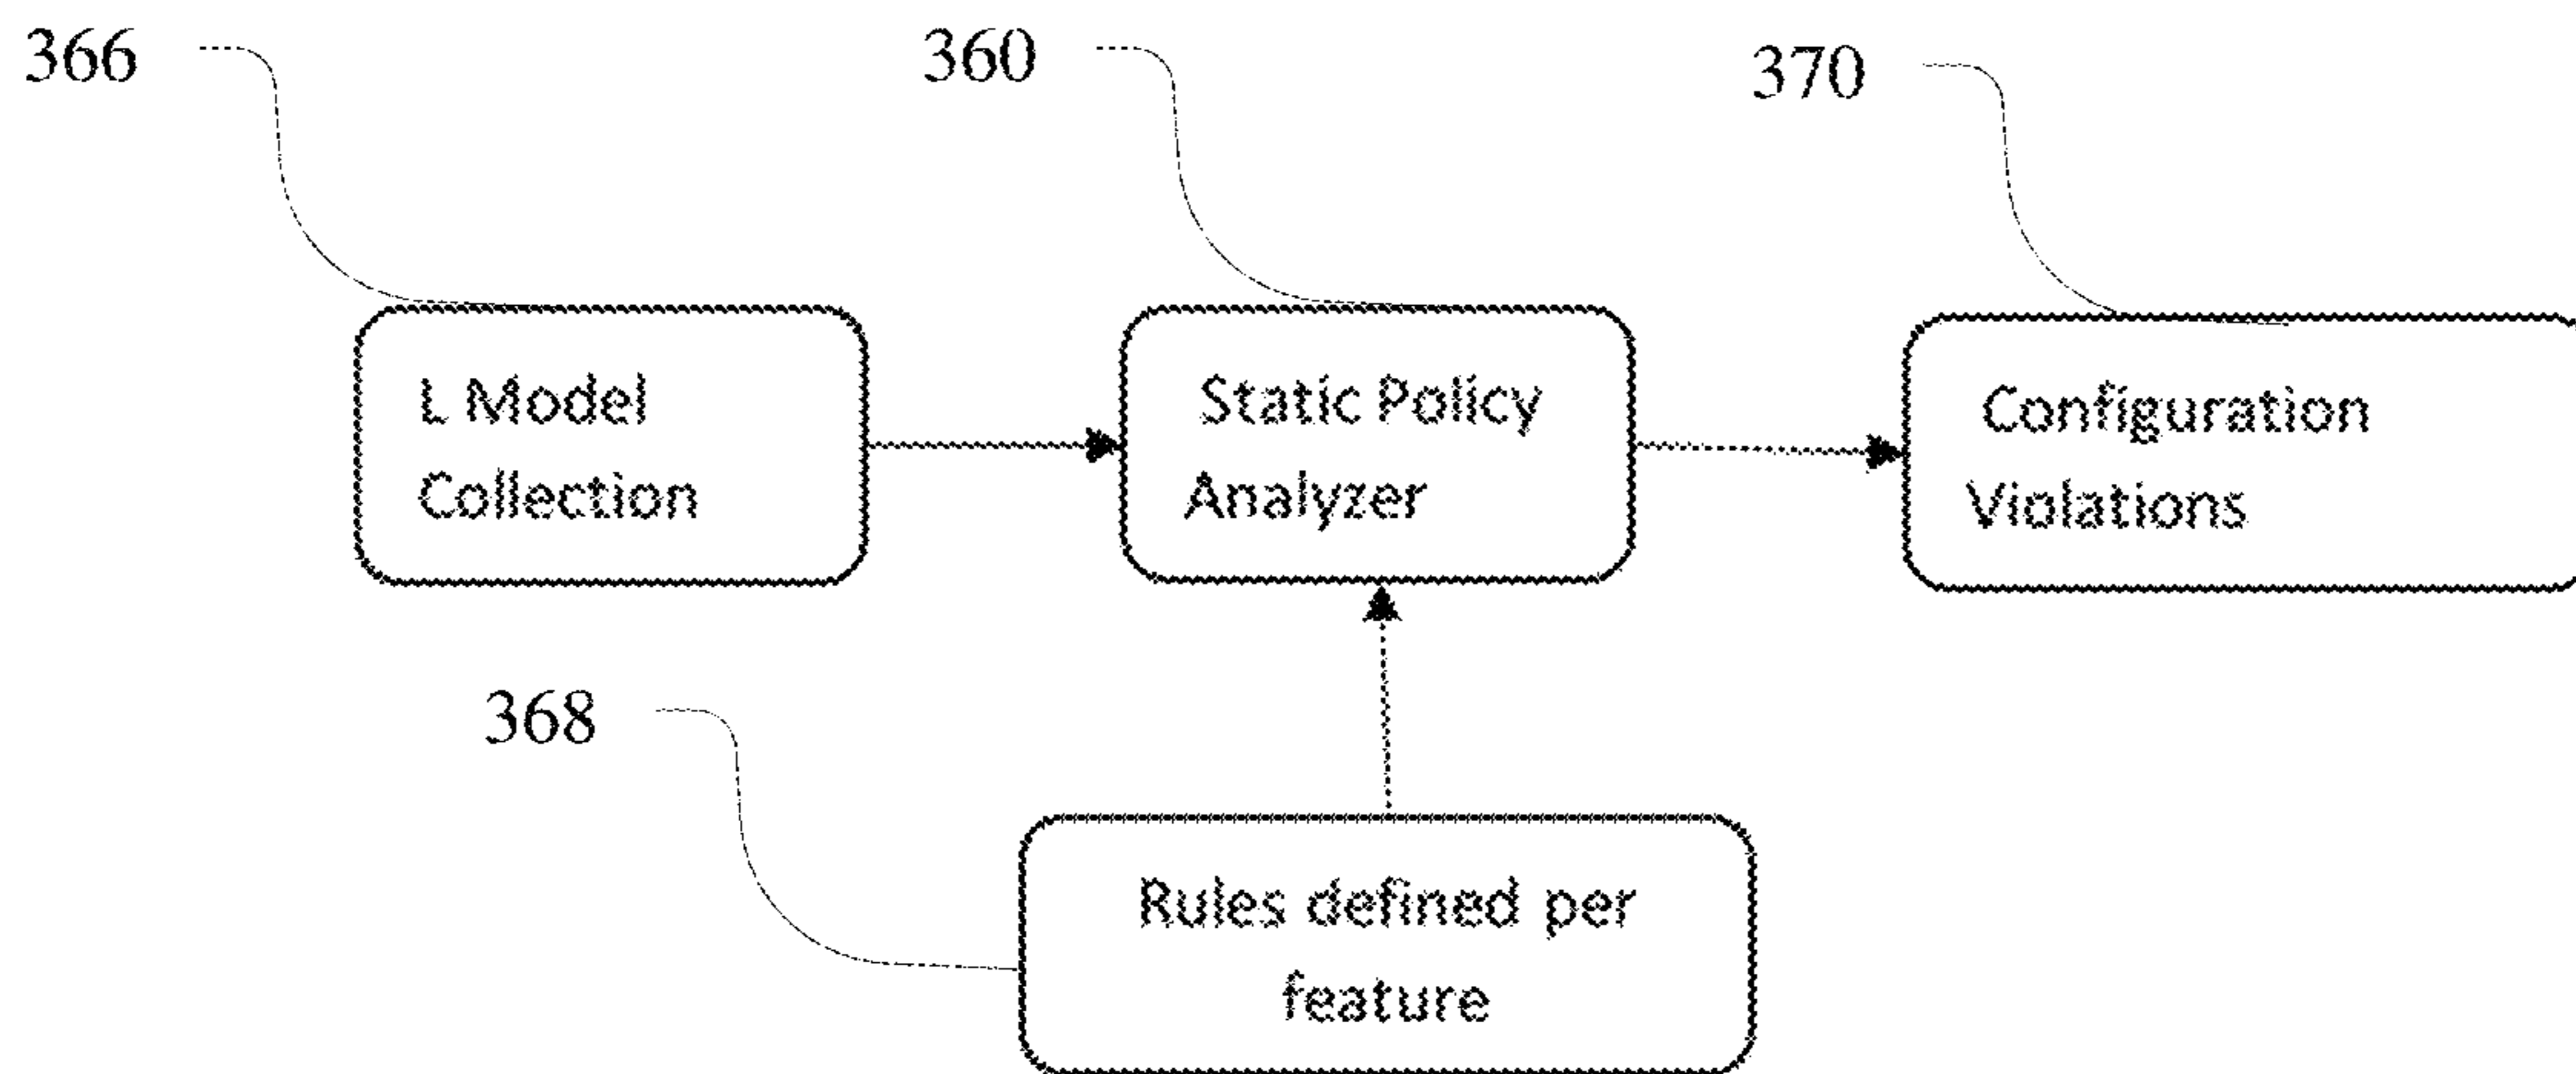 366
360
370
L Model
Collection
Static Policy
Analyzer
Configuration
Violations
368
Rules defined per
feature